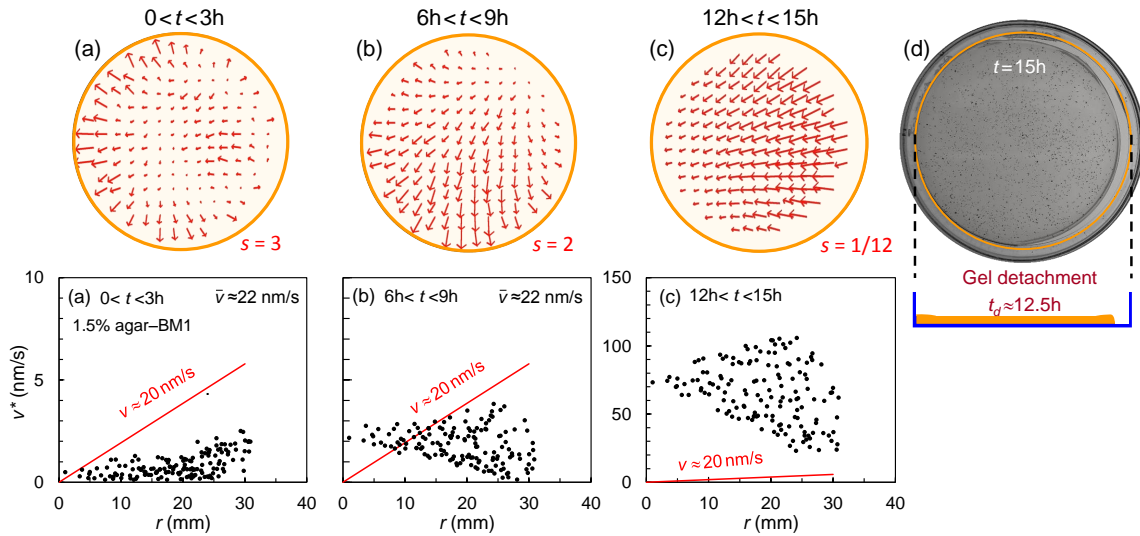 0 < t < 3h
6h < t < 9h
12h < t < 15h
(a)
(b)
(c)
(d)
t = 15h
s = 3
s = 2
s = 1/12
Gel detachment
t_d ≈ 12.5h
(a) 0 < t < 3h
v̄ ≈ 22 nm/s
1.5% agar–BM1
v ≈ 20 nm/s
10
5
0
v* (nm/s)
0 10 20 30 40
r (mm)
(b) 6h < t < 9h
v̄ ≈ 22 nm/s
v ≈ 20 nm/s
0 10 20 30 40
r (mm)
(c) 12h < t < 15h
150
100
50
0
v ≈ 20 nm/s
0 10 20 30 40
r (mm)